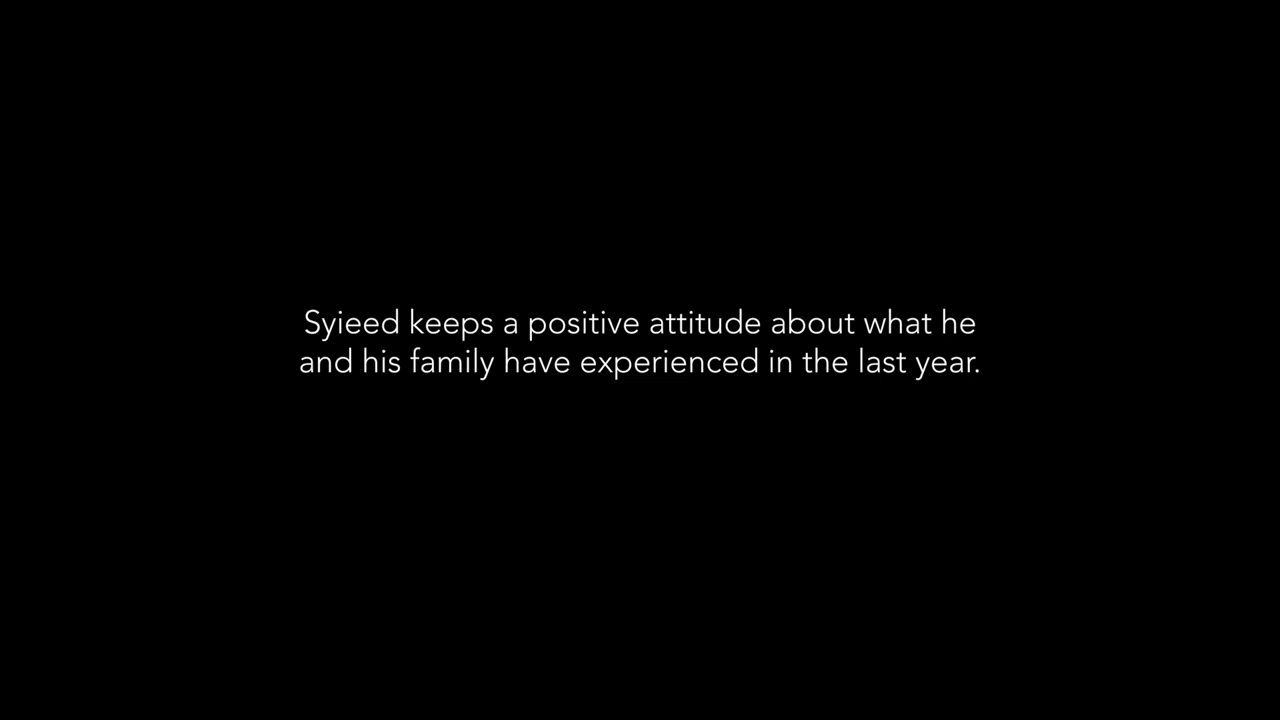 Syieed keeps a positive attitude about what he
and his family have experienced in the last year.